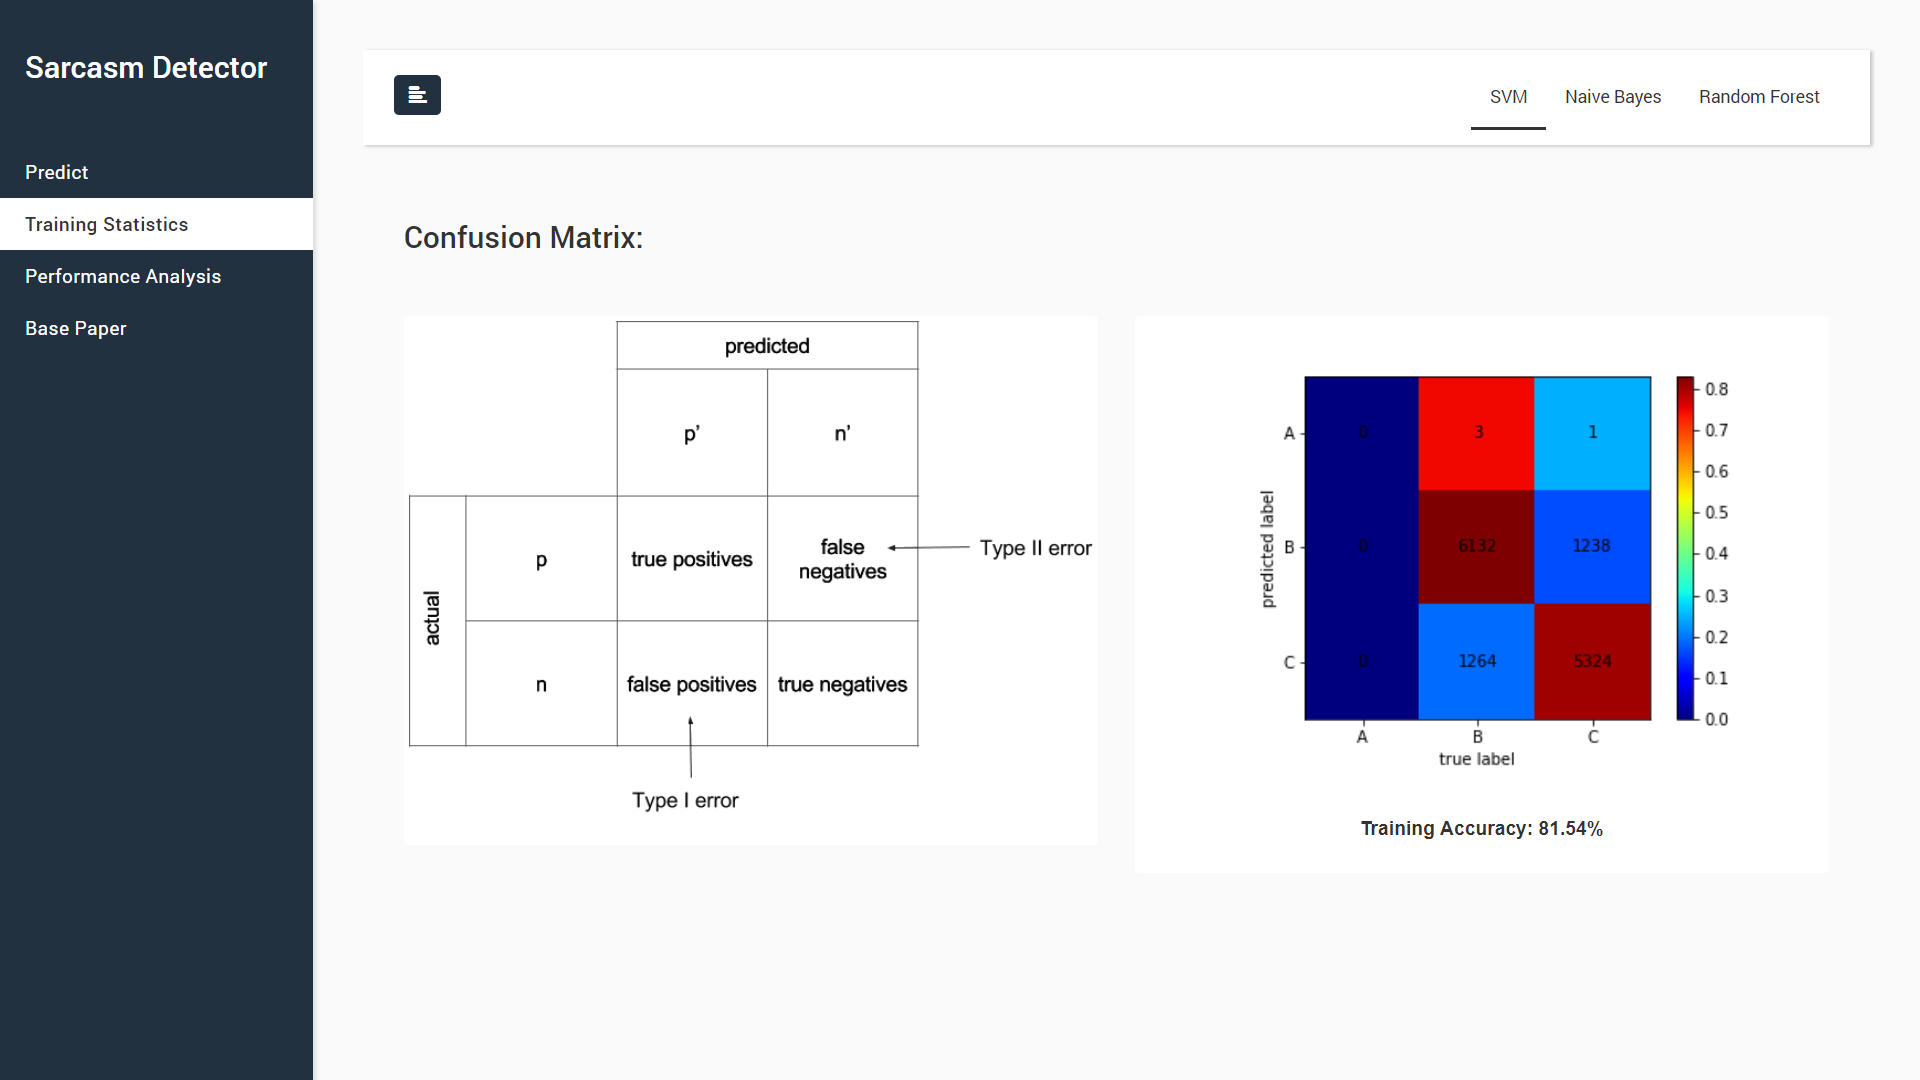 Sarcasm Detector
Predict
Training Statistics
Performance Analysis
Base Paper
SVM Naive Bayes Random Forest
Confusion Matrix:
predicted
p’ n’
actual
p true positives false
negatives
Type II error
n false positives true negatives
Type I error
predicted label
A 0 3 1
B 0 6132 1238
C 0 1264 5324
A B C
true label
0.8
0.7
0.6
0.5
0.4
0.3
0.2
0.1
0.0
Training Accuracy: 81.54%